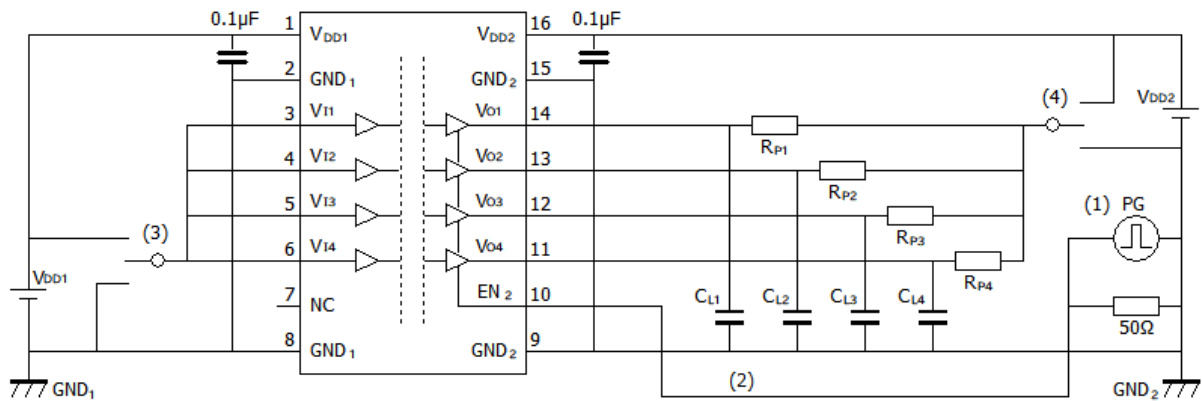 0.1µF
1
16
0.1µF
VDD1
VDD2
2
GND1
GND2
15
(4)
VDD2
3
VI1
VO1
14
RP1
4
VI2
VO2
13
RP2
5
VI3
VO3
12
RP3
(1)
PG
(3)
6
VI4
VO4
11
RP4
VDD1
7
NC
EN2
10
CL1
CL2
CL3
CL4
50Ω
8
GND1
GND2
9
(2)
GND1
GND2